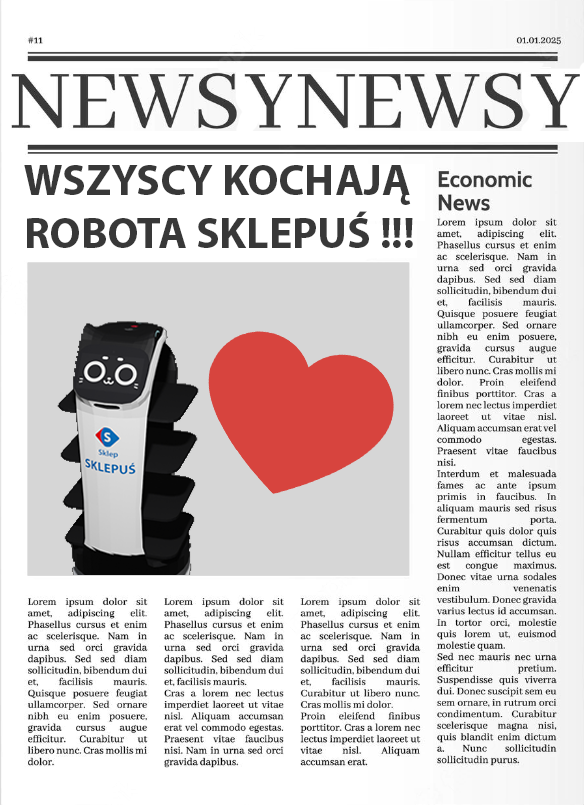 #11
01.01.2025
NEWSYNEWSY
WSZYSCY KOCHAJĄ
ROBOTA SKLEPUŚ !!!
S
Sklep
SKLEPUŚ
Lorem ipsum dolor sit
amet, adipiscing elit.
Phasellus cursus et enim
ac scelerisque. Nam in
urna sed orci gravida
dapibus. Sed sed diam
sollicitudin, bibendum dui
et, facilisis mauris.
Quisque posuere feugiat
ullamcorper. Sed ornare
nibh eu enim posuere,
gravida cursus augue
efficitur. Curabitur ut
libero nunc. Cras mollis mi
dolor.
Lorem ipsum dolor sit
amet, adipiscing elit.
Phasellus cursus et enim
ac scelerisque. Nam in
urna sed orci gravida
dapibus. Sed sed diam
sollicitudin, bibendum dui
et, facilisis mauris.
Cras a lorem nec lectus
imperdiet laoreet ut vitae
nisl. Aliquam accumsan
erat vel commodo egestas.
Praesent vitae faucibus
nisi. Nam in urna sed orci
gravida dapibus.
Lorem ipsum dolor sit
amet, adipiscing elit.
Phasellus cursus et enim
ac scelerisque. Nam in
urna sed orci gravida
dapibus. Sed sed diam
sollicitudin, bibendum dui
et, facilisis mauris.
Curabitur ut libero nunc.
Cras mollis mi dolor.
Proin eleifend finibus
porttitor. Cras a lorem nec
lectus imperdiet laoreet ut
vitae nisl. Aliquam
accumsan erat.
Economic
News
Lorem ipsum dolor sit
amet, adipiscing elit.
Phasellus cursus et enim
ac scelerisque. Nam in
urna sed orci gravida
dapibus. Sed sed diam
sollicitudin, bibendum dui
et, facilisis mauris.
Quisque posuere feugiat
ullamcorper. Sed ornare
nibh eu enim posuere,
gravida cursus augue
efficitur. Curabitur ut
libero nunc. Cras mollis mi
dolor. Proin eleifend
finibus porttitor. Cras a
lorem nec lectus imperdiet
laoreet ut vitae nisl.
Aliquam accumsan erat vel
commodo egestas.
Praesent vitae faucibus
nisi.
Interdum et malesuada
fames ac ante ipsum
primis in faucibus. In
aliquam mauris sed risus
fermentum porta.
Curabitur quis dolor quis
risus accumsan dictum.
Nullam efficitur tellus eu
est congue maximus.
Donec vitae urna sodales
enim venenatis
vestibulum. Donec gravida
varius lectus id accumsan.
In tortor orci, molestie
quis lorem ut, euismod
molestie quam.
Sed nec mauris nec urna
efficitur pretium.
Suspendisse quis viverra
dui. Donec suscipit sem eu
sem ornare, in rutrum orci
condimentum. Curabitur
scelerisque magna nisi,
quis blandit enim dictum
a. Nunc sollicitudin
sollicitudin purus.